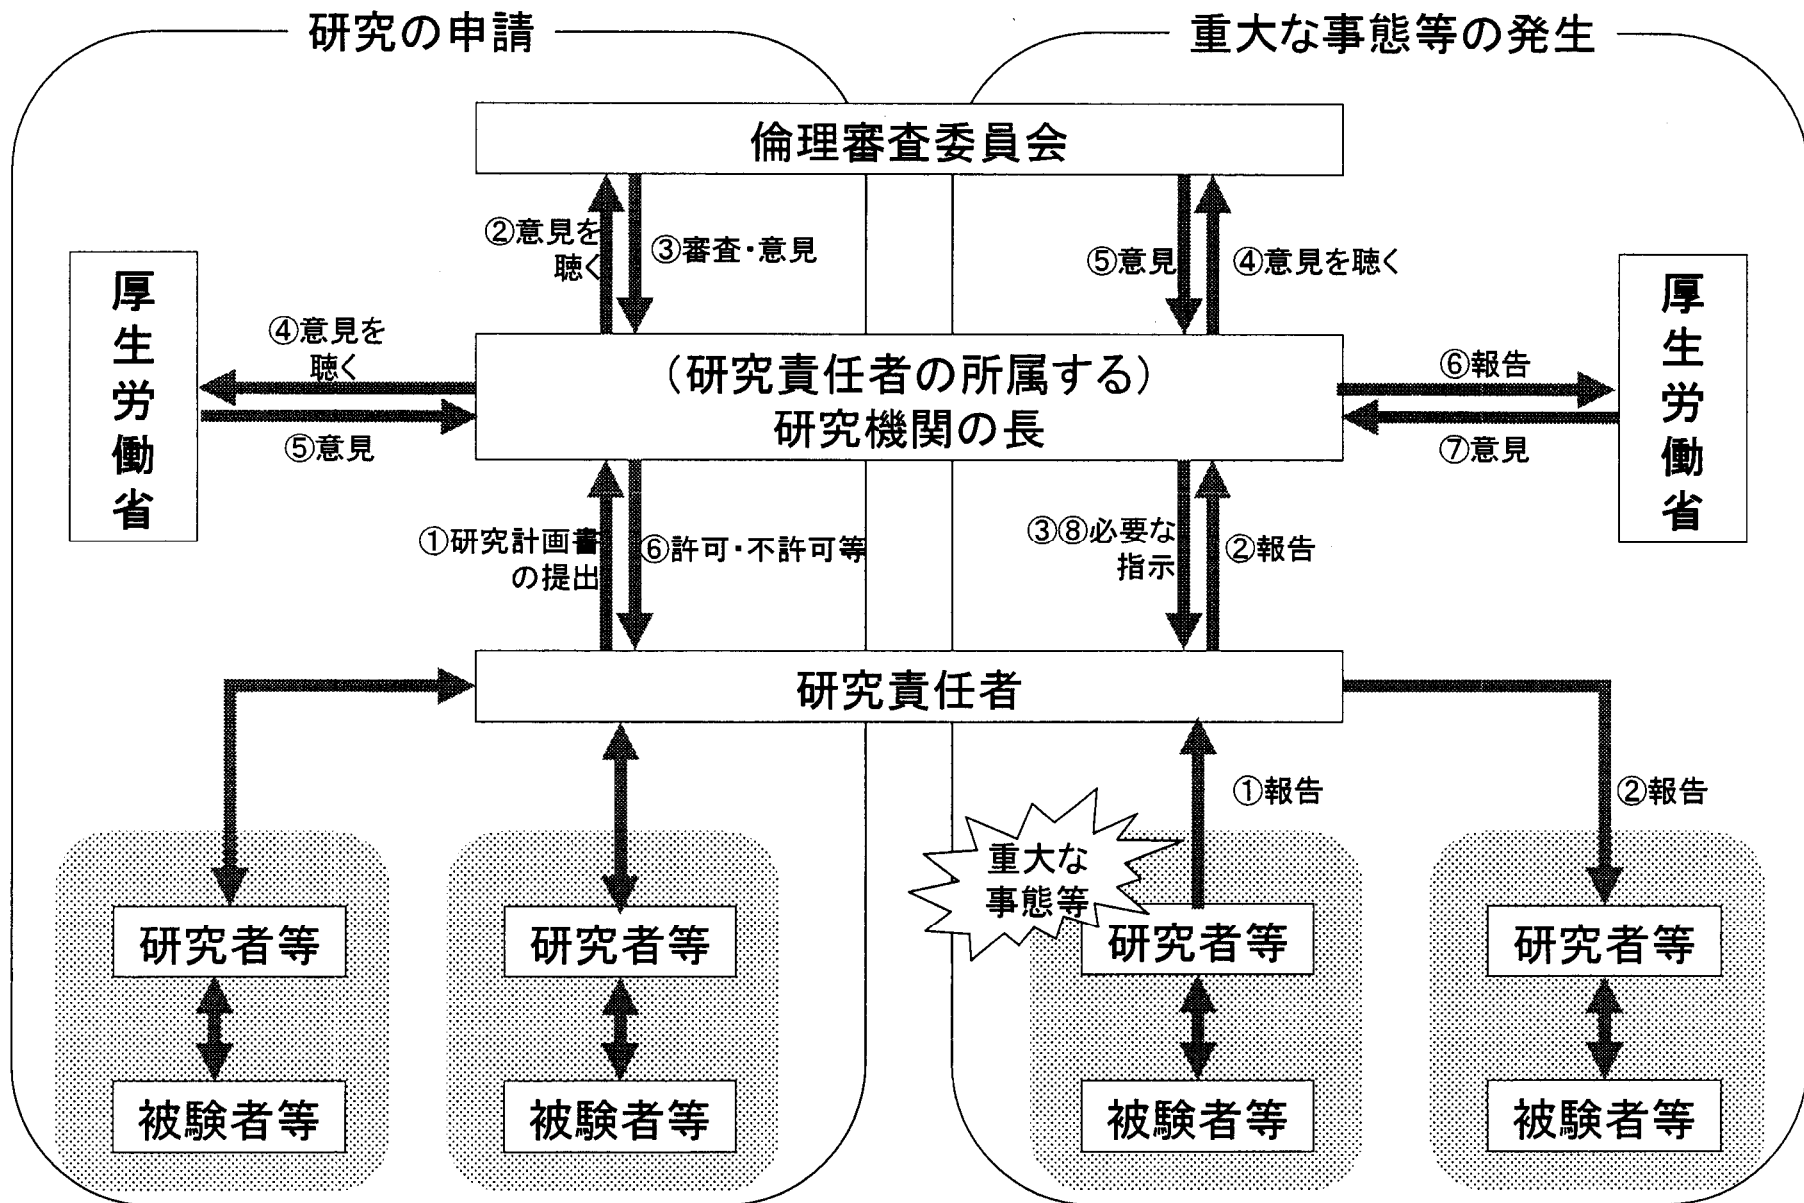 研究の申請
重大な事態等の発生
倫理審査委員会
②意見を
聴く
③審査・意見
⑤意見
④意見を聴く
厚
生
労
働
省
④意見を
聴く
⑤意見
(研究責任者の所属する)
研究機関の長
⑥報告
⑦意見
厚
生
労
働
省
①研究計画書
の提出
⑥許可・不許可等
③⑧必要な
指示
②報告
研究責任者
①報告
②報告
重大な
事態等
研究者等
研究者等
研究者等
研究者等
被験者等
被験者等
被験者等
被験者等